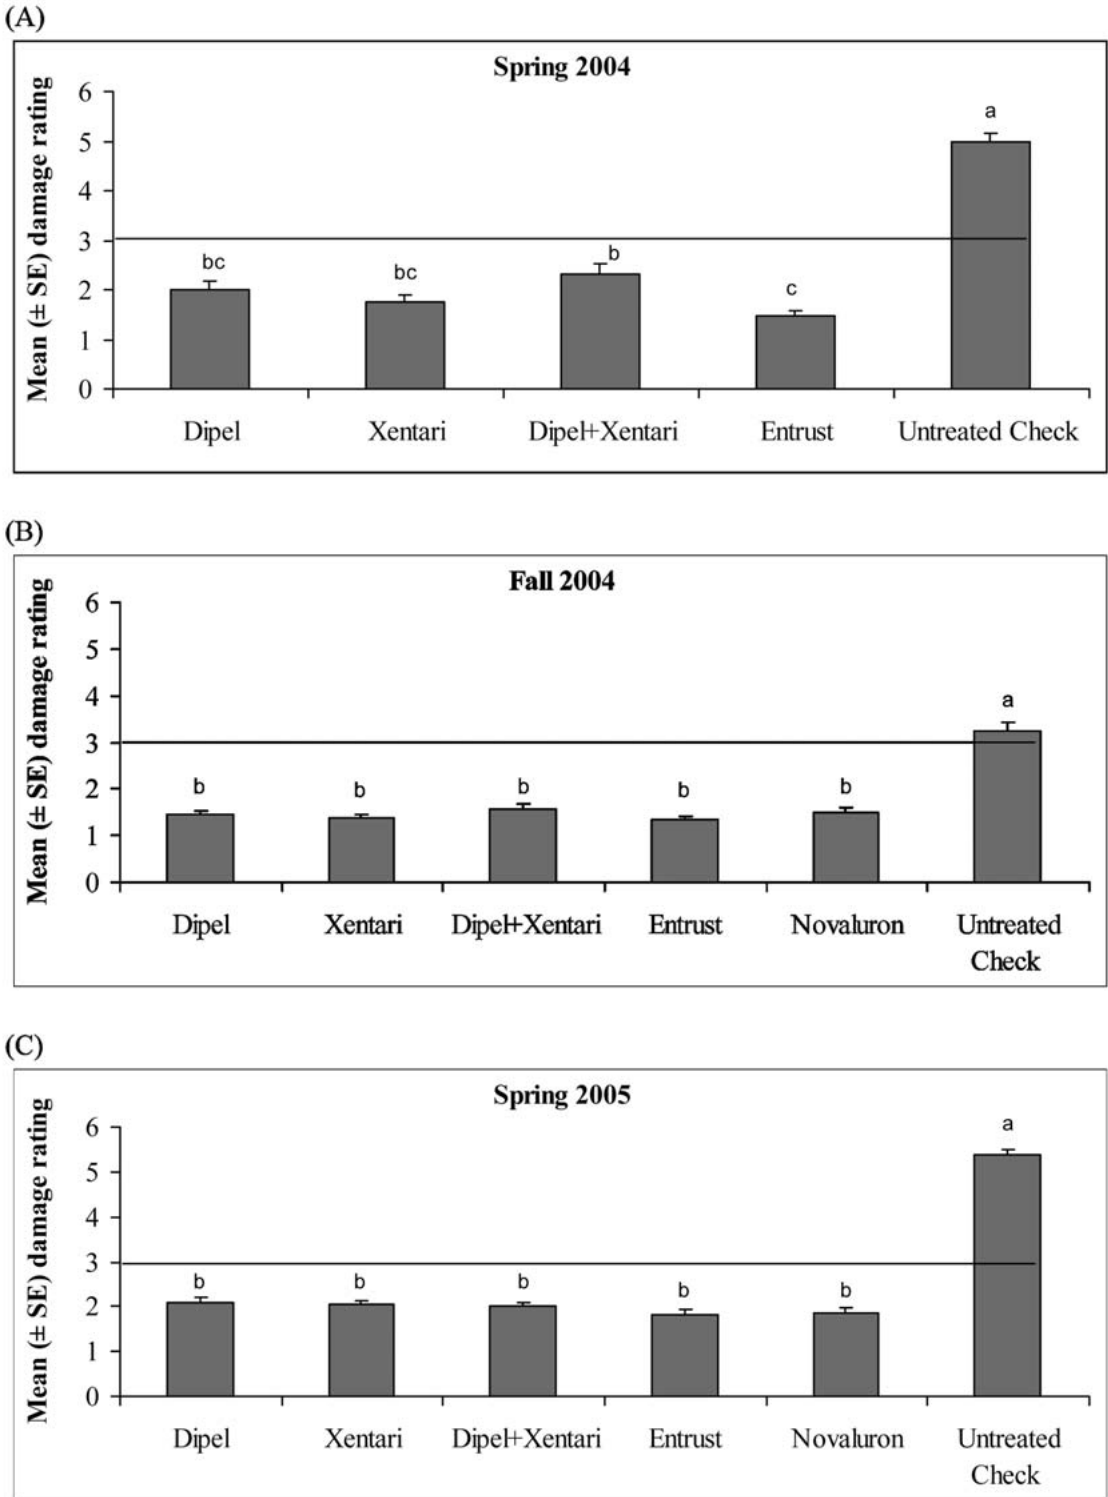 (A)
Spring 2004
Mean (± SE) damage rating
6
5
4
3
2
1
0
bc
bc
b
c
a
Dipel Xentari Dipel+Xentari Entrust Untreated Check
(B)
Fall 2004
Mean (± SE) damage rating
6
5
4
3
2
1
0
b
b
b
b
b
a
Dipel Xentari Dipel+Xentari Entrust Novaluron Untreated
Check
(C)
Spring 2005
Mean (± SE) damage rating
6
5
4
3
2
1
0
b
b
b
b
b
a
Dipel Xentari Dipel+Xentari Entrust Novaluron Untreated
Check